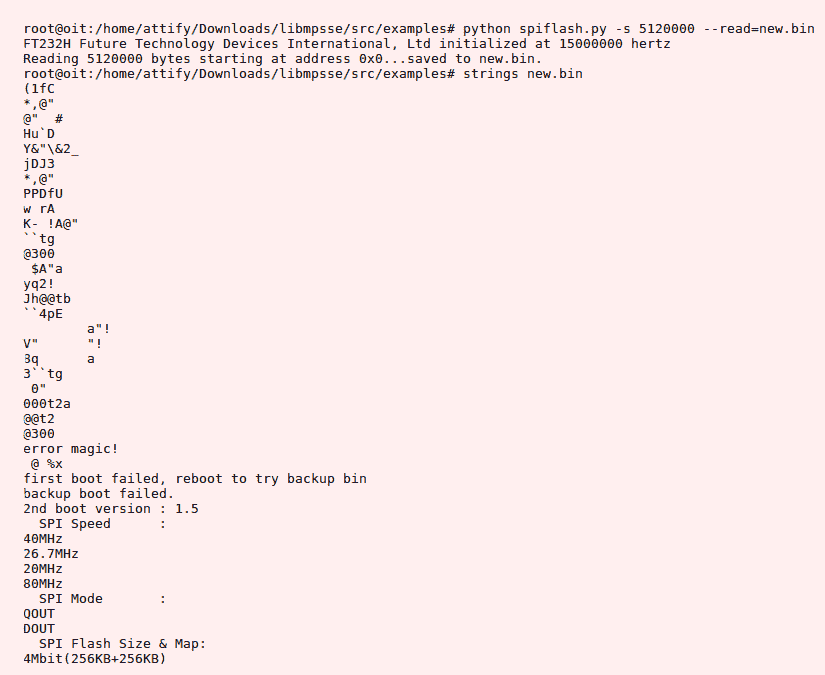 root@oit:/home/attify/Downloads/libmpsse/src/examples# python spiflash.py -s 5120000 --read=new.bin
FT232H Future Technology Devices International, Ltd initialized at 15000000 hertz
Reading 5120000 bytes starting at address 0x0...saved to new.bin.
root@oit:/home/attify/Downloads/libmpsse/src/examples# strings new.bin
(1fC
*,@"
@"  #
Hu`D
Y&"\&2_
jDJ3
*,@"
PPDfU
w rA
K- !A@"
``tg
@300
 $A"a
yq2!
Jh@@tb
``4pE
        a"!
V"      "!
8q      a
3``tg
 0"
000t2a
@@t2
@300
error magic!
 @ %x
first boot failed, reboot to try backup bin
backup boot failed.
2nd boot version : 1.5
  SPI Speed      :
40MHz
26.7MHz
20MHz
80MHz
  SPI Mode       :
QOUT
DOUT
  SPI Flash Size & Map:
4Mbit(256KB+256KB)